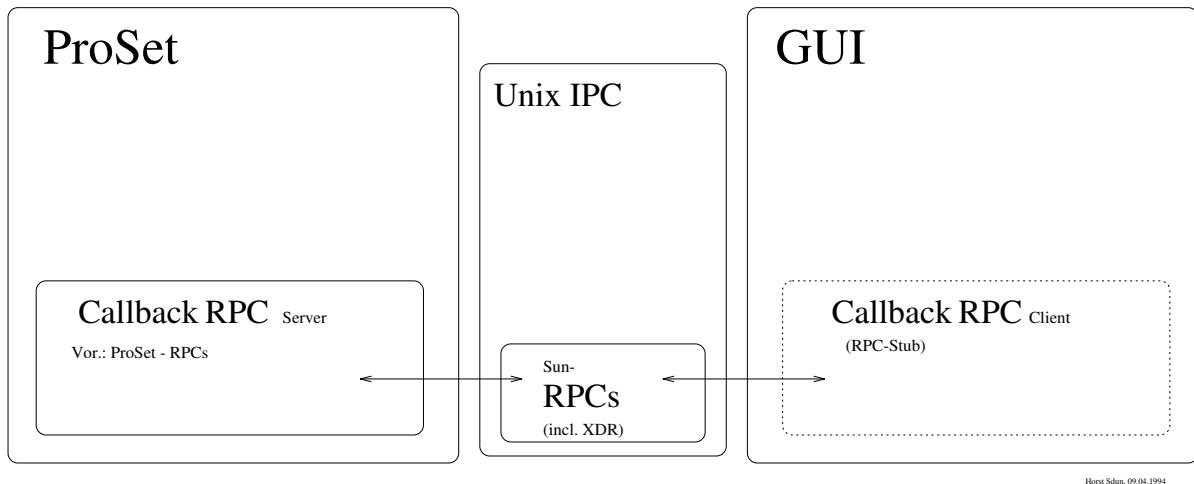 ProSet
Callback RPC Server
Vor.: ProSet - RPCs
Unix IPC
Sun-
RPCs
(incl. XDR)
GUI
Callback RPC Client
(RPC-Stub)
Horst Sdun, 09.04.1994